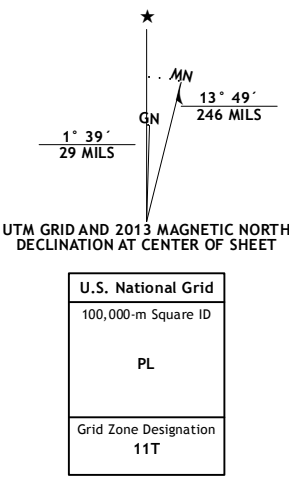 ★
MN
GN
13° 49´
246 MILS
1° 39´
29 MILS
UTM GRID AND 2013 MAGNETIC NORTH
DECLINATION AT CENTER OF SHEET
U.S. National Grid
100,000-m Square ID
PL
Grid Zone Designation
11T